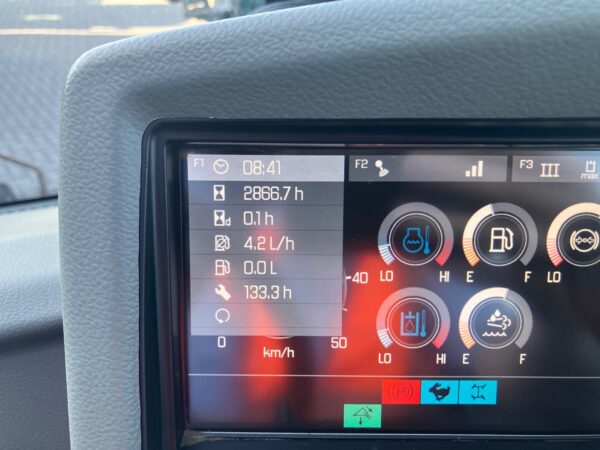 F1 08:41 F2 F3 III max
2866.7 h
d 0.1 h
4.2 L/h
0.0 L
133.3 h
40
LO HI E F LO
0 50
km/h
LO HI E F
P